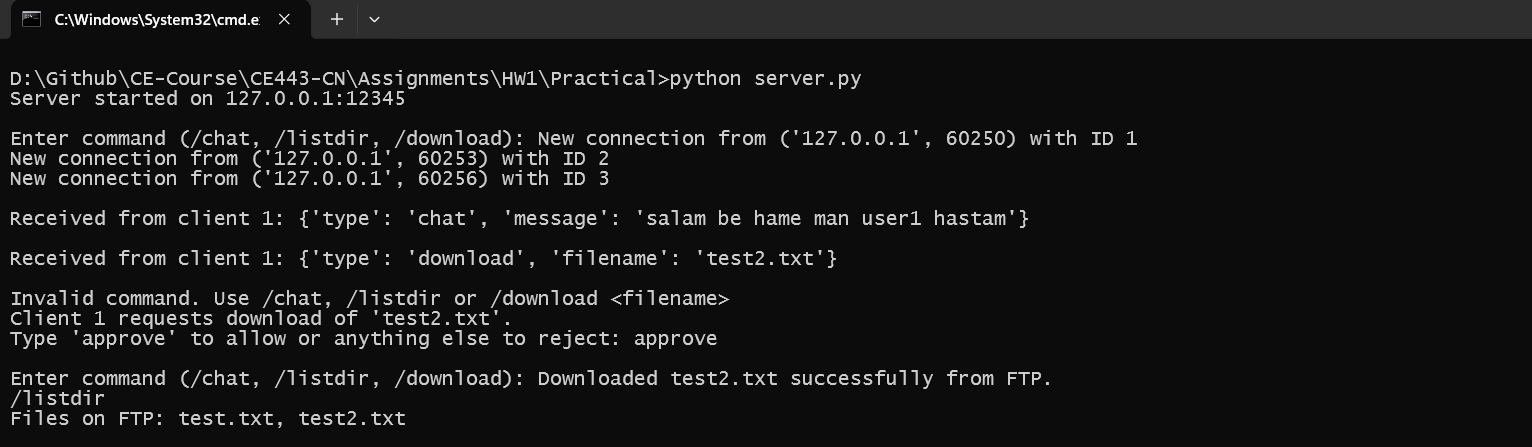 C:\Windows\System32\cmd.e
D:\Github\CE-Course\CE443-CN\Assignments\HW1\Practical>python server.py
Server started on 127.0.0.1:12345
Enter command (/chat, /listdir, /download): New connection from ('127.0.0.1', 60250) with ID 1
New connection from ('127.0.0.1', 60253) with ID 2
New connection from ('127.0.0.1', 60256) with ID 3
Received from client 1: {'type': 'chat', 'message': 'salam be hame man user1 hastam'}
Received from client 1: {'type': 'download', 'filename': 'test2.txt'}
Invalid command. Use /chat, /listdir or /download <filename>
Client 1 requests download of 'test2.txt'.
Type 'approve' to allow or anything else to reject: approve
Enter command (/chat, /listdir, /download): Downloaded test2.txt successfully from FTP.
/listdir
Files on FTP: test.txt, test2.txt